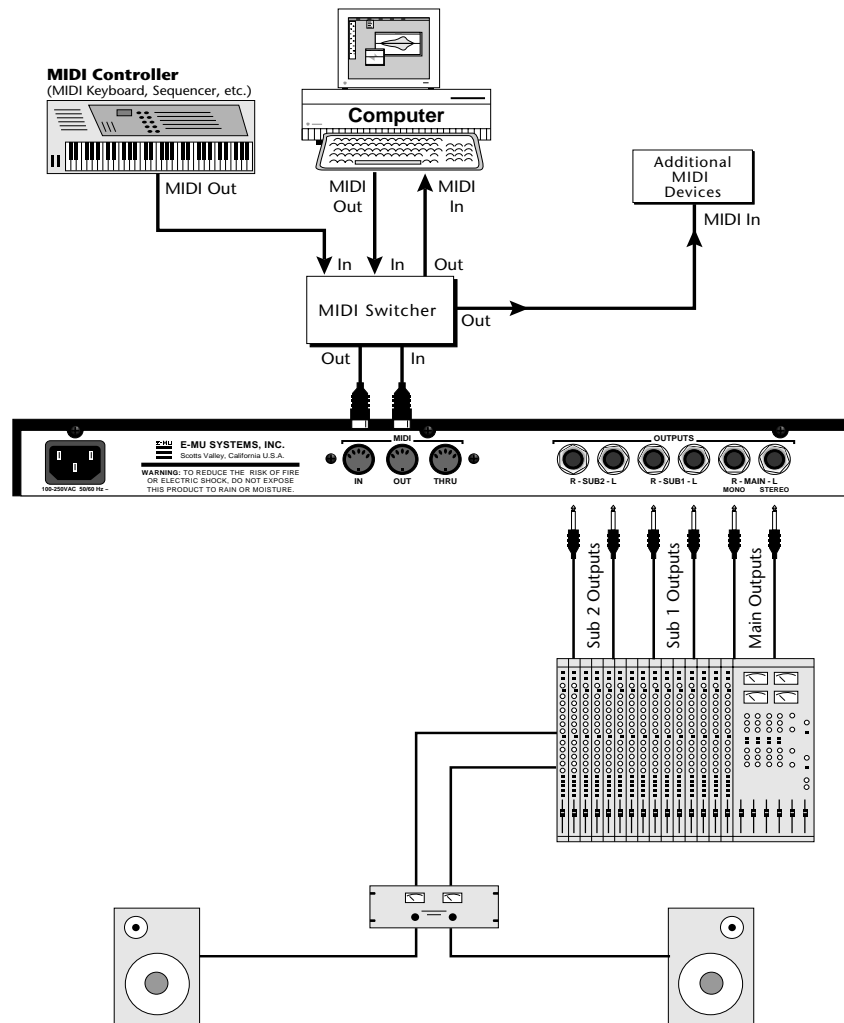 MIDI Controller
(MIDI Keyboard, Sequencer, etc.)
Computer
MIDI Out
MIDI
Out
MIDI
In
Additional
MIDI
Devices
MIDI In
In
In
Out
MIDI Switcher
Out
Out
In
E-MU
E-MU SYSTEMS, INC.
Scotts Valley, California U.S.A.
WARNING: TO REDUCE THE RISK OF FIRE
OR ELECTRIC SHOCK, DO NOT EXPOSE
THIS PRODUCT TO RAIN OR MOISTURE.
100-250VAC 50/60 Hz ~
MIDI
IN
OUT
THRU
OUTPUTS
R - SUB2 - L
R - SUB1 - L
R - MAIN - L
MONO
STEREO
Sub 2 Outputs
Sub 1 Outputs
Main Outputs